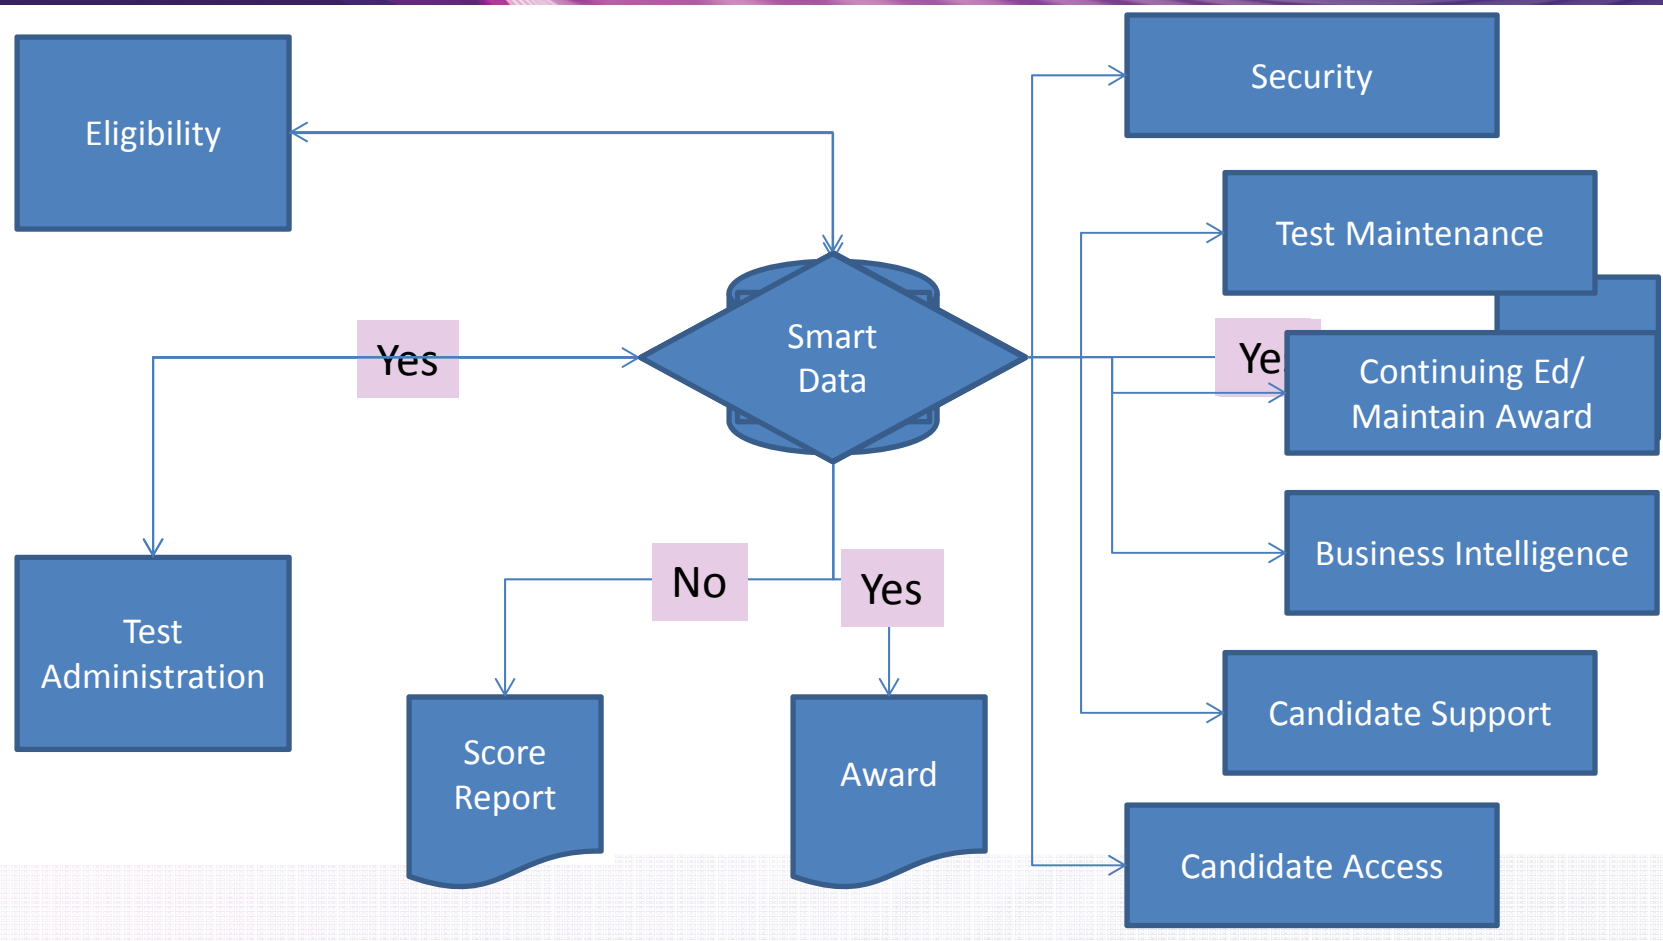 Security
Eligibility
Test Maintenance
Smart
Data
Yes
Continuing Ed/
Maintain Award
Business Intelligence
No
Yes
Test
Administration
Candidate Support
Score
Report
Award
Candidate Access